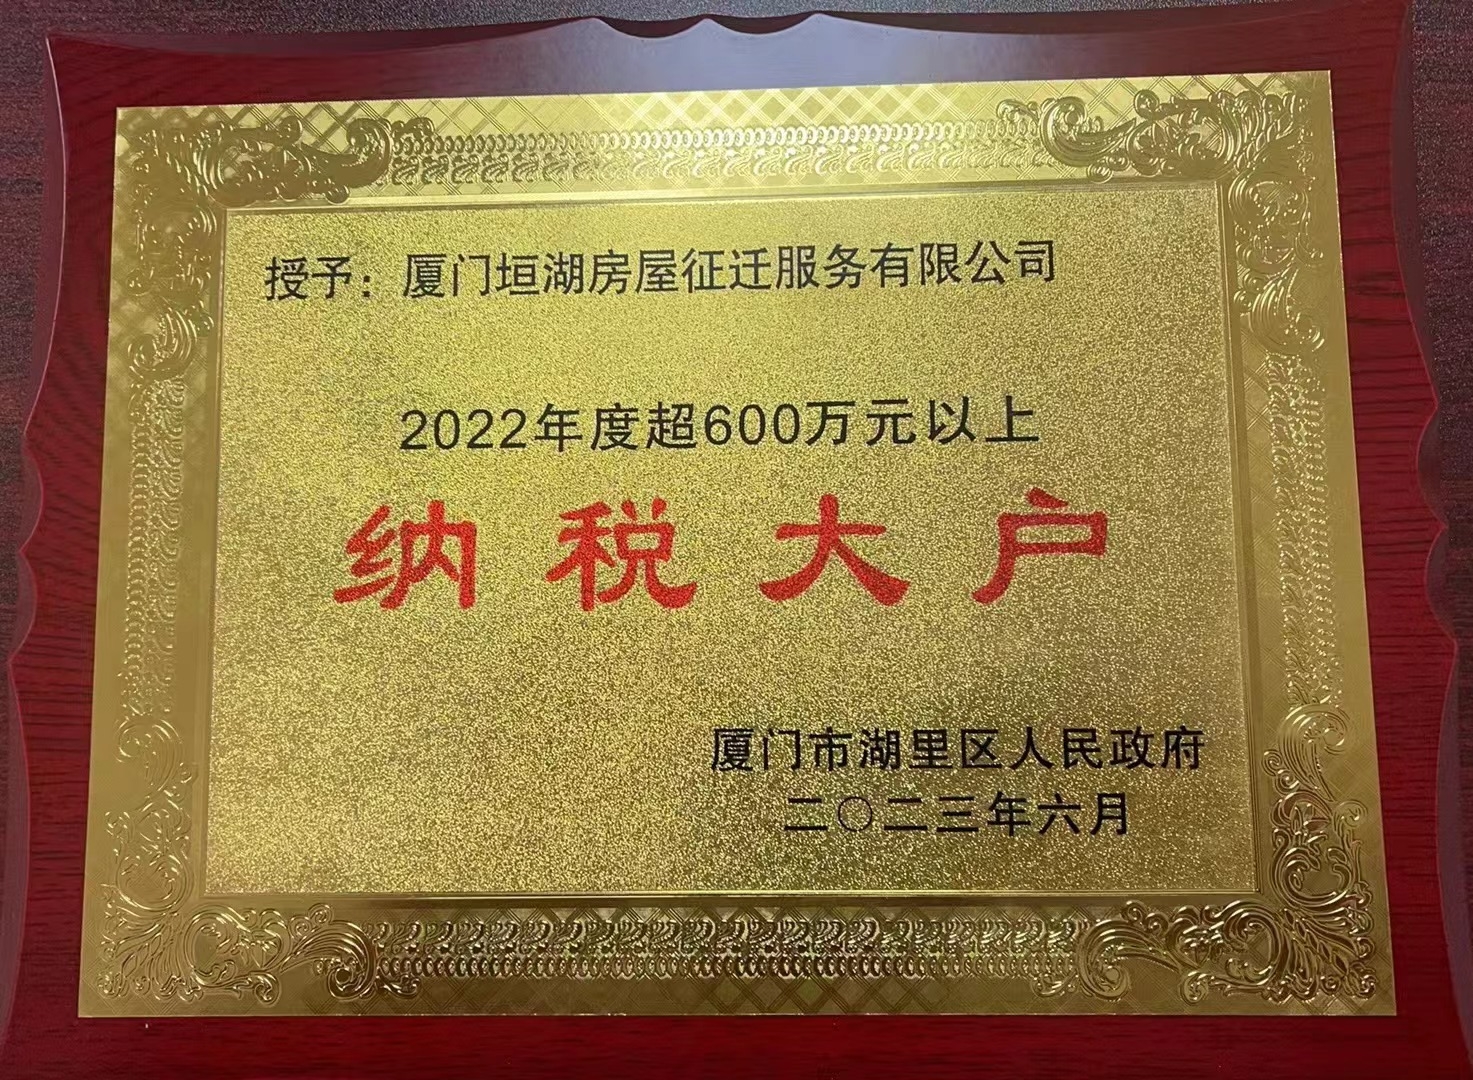 授予：厦门垣湖房屋征迁服务有限公司
2022年度超600万元以上
纳税大户
厦门市湖里区人民政府
二〇二三年六月